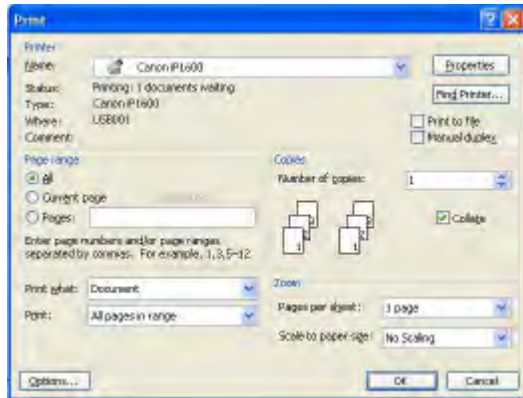 Print
Printer
Name: Canon iP1600 Properties
Status: Printing: 1 documents waiting Find Printer...
Type: Canon iP1600
Where: USB001 Print to file
Comment: Manual duplex
Page range Copies
All Number of copies: 1
Current page
Pages: Collate
Enter page numbers and/or page ranges
separated by commas. For example, 1,3,5–12
Print what: Document Zoom
Print: All pages in range Pages per sheet: 1 page
Scale to paper size: No Scaling
Options... OK Cancel